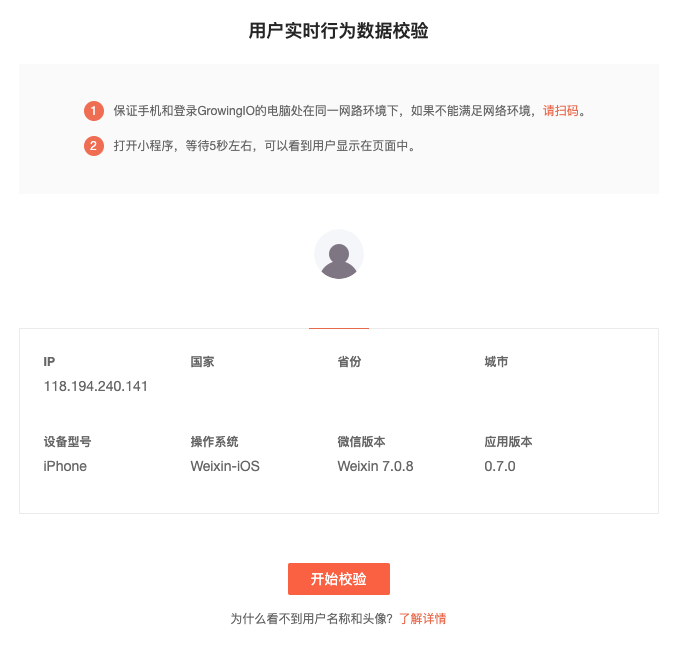 用户实时行为数据校验
1 保证手机和登录GrowingIO的电脑处在同一网路环境下，如果不能满足网络环境，请扫码。
2 打开小程序，等待5秒左右，可以看到用户显示在页面中。
IP 国家 省份 城市
118.194.240.141
设备型号 操作系统 微信版本 应用版本
iPhone Weixin-iOS Weixin 7.0.8 0.7.0
开始校验
为什么看不到用户名称和头像？了解详情